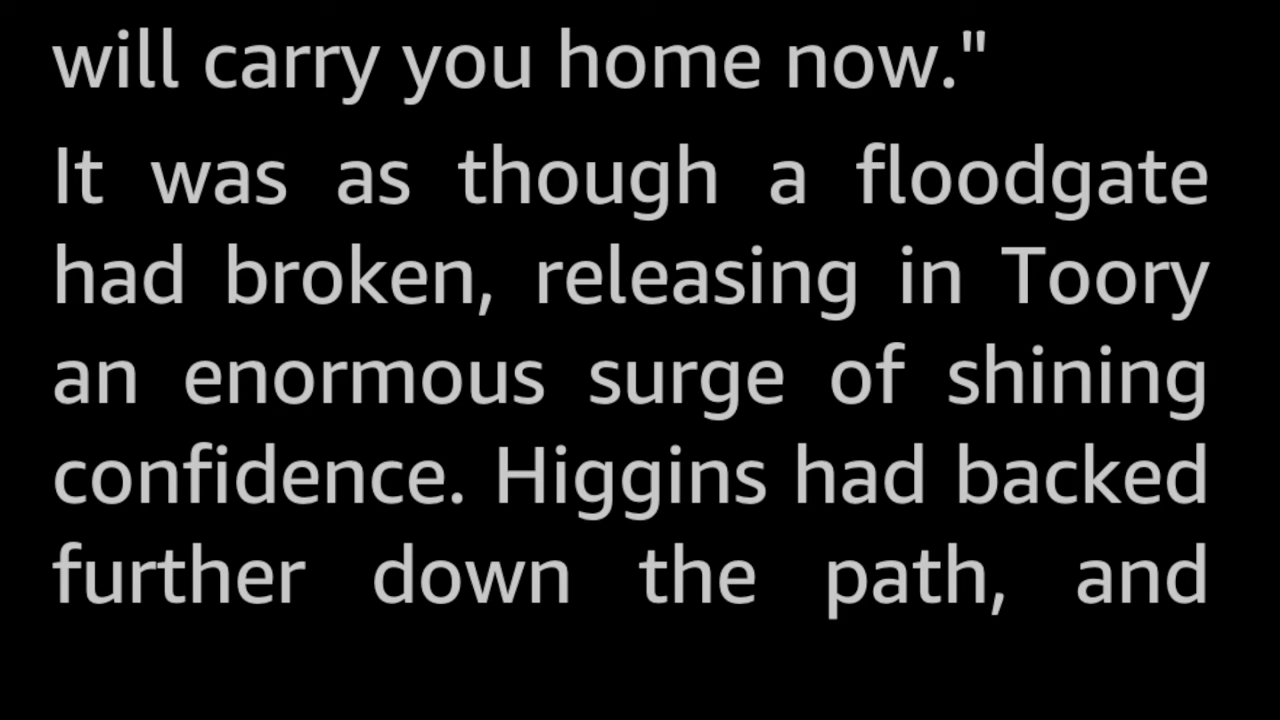 will carry you home now."
It was as though a floodgate
had broken, releasing in Toory
an enormous surge of shining
confidence. Higgins had backed
further down the path, and